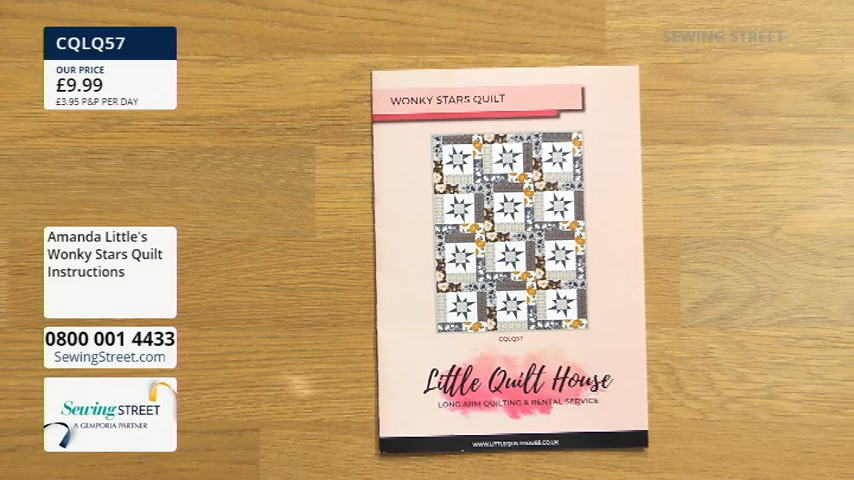 CQLQ57
OUR PRICE
£9.99
£3.95 P&P PER DAY
Amanda Little's
Wonky Stars Quilt
Instructions
0800 001 4433
SewingStreet.com
Sewing STREET
A GEMPORIA PARTNER
SEWING STREET
WONKY STARS QUILT
CQLQ57
Little Quilt House
LONG ARM QUILTING & RENTAL SERVICE
WWW.LITTLEQUILTHOUSE.CO.UK